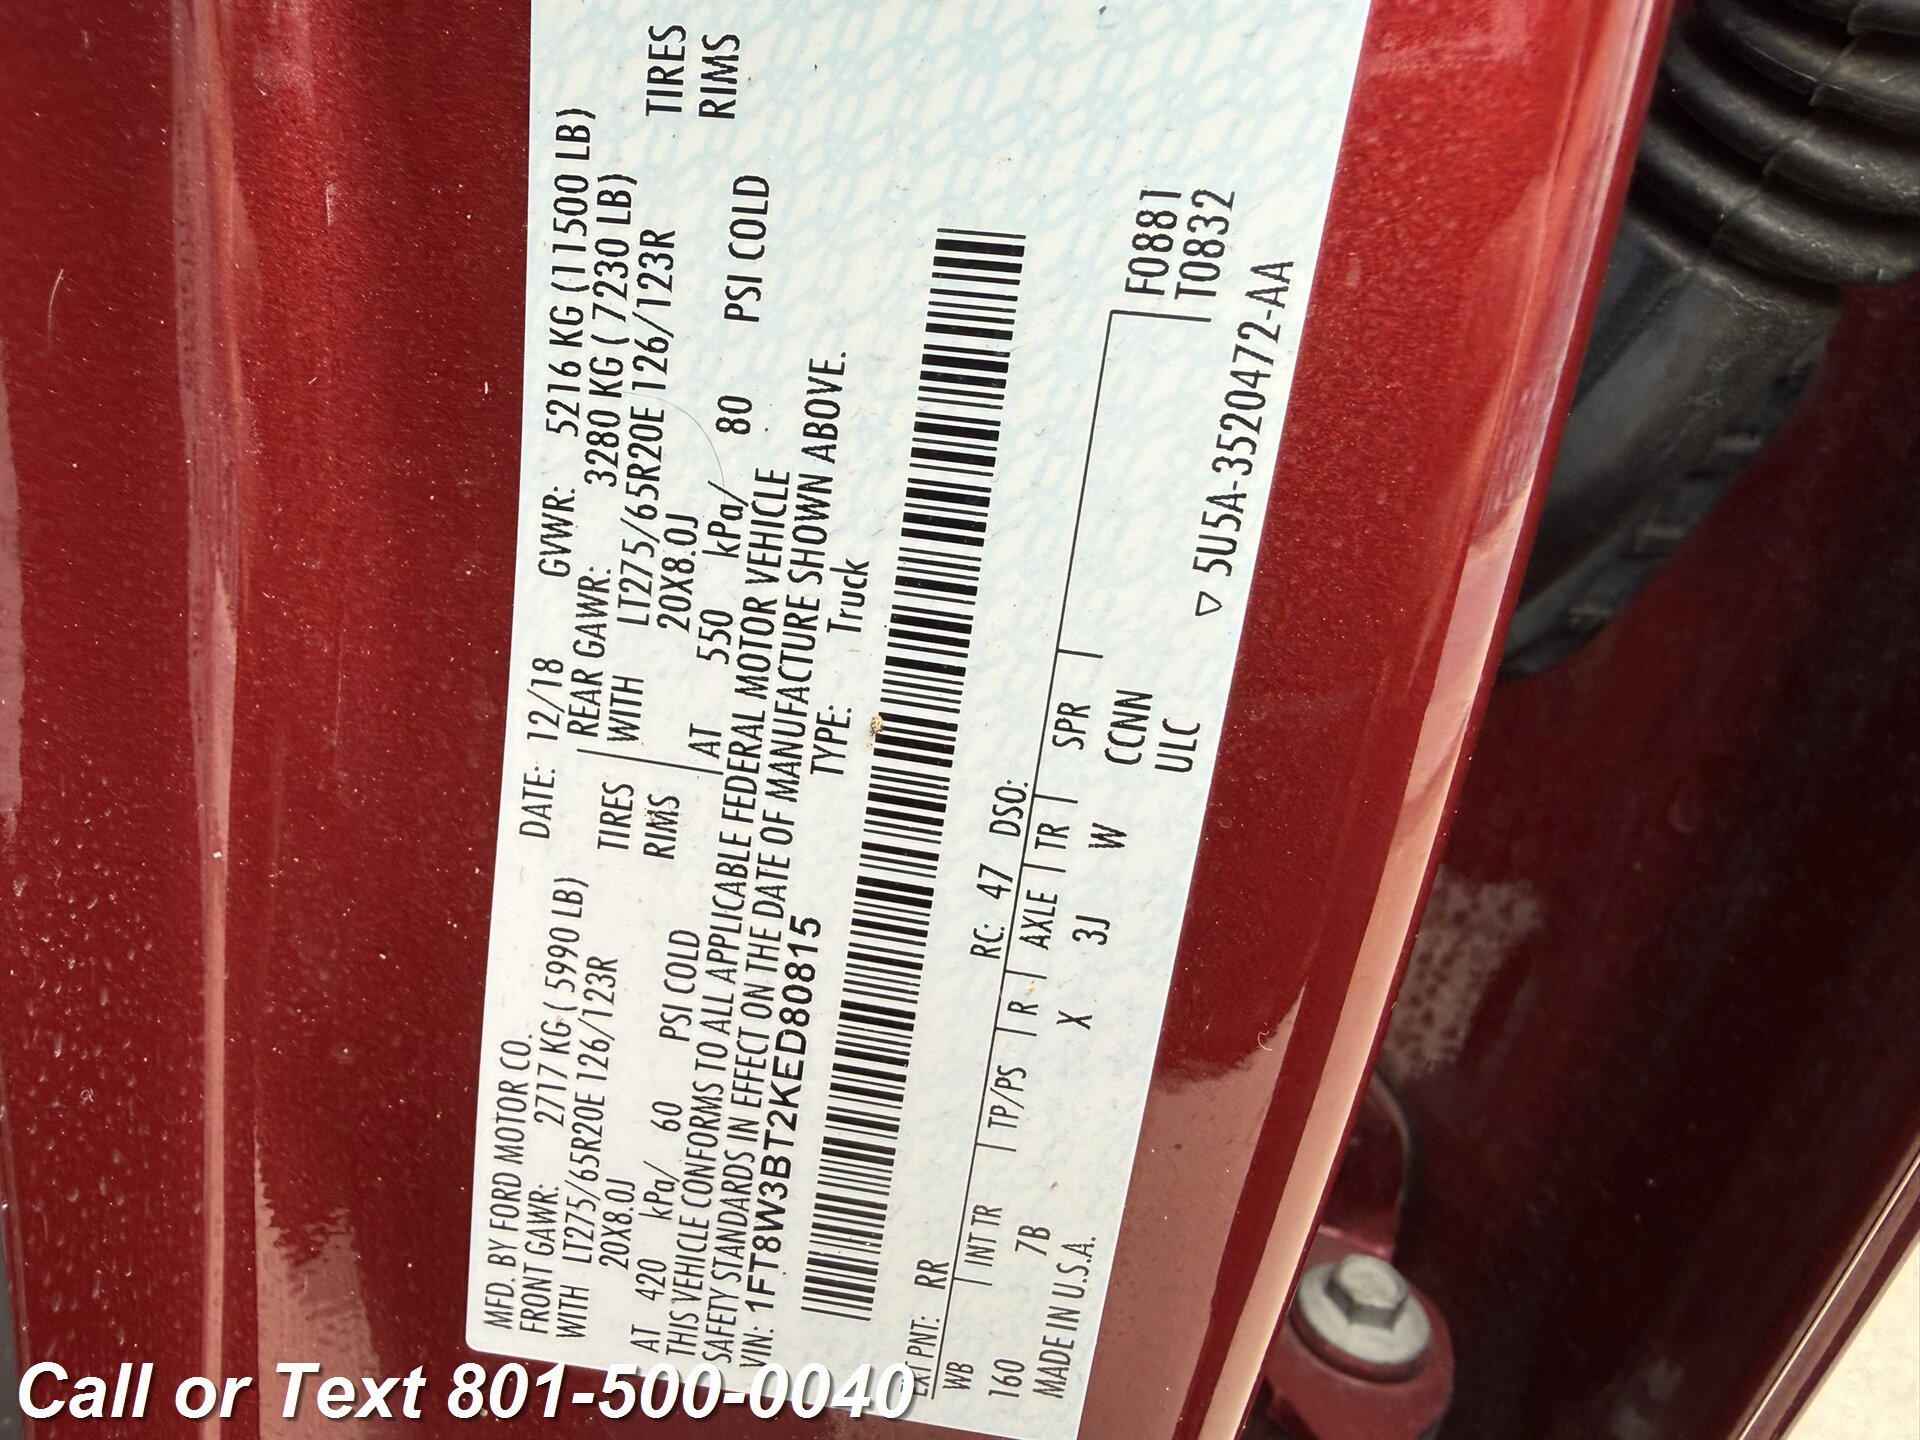 MFD. BY FORD MOTOR CO.
DATE: 12/18 GVWR: 5216 KG (11500 LB)
FRONT GAWR: 2717 KG ( 5990 LB)
REAR GAWR: 3280 KG ( 7230 LB)
WITH LT275/65R20E 126/123R TIRES
WITH LT275/65R20E 126/123R TIRES
20X8.0J RIMS
20X8.0J RIMS
AT 420 kPa/ 60 PSI COLD
AT 550 kPa/ 80 PSI COLD
THIS VEHICLE CONFORMS TO ALL APPLICABLE FEDERAL MOTOR VEHICLE
SAFETY STANDARDS IN EFFECT ON THE DATE OF MANUFACTURE SHOWN ABOVE.
VIN: 1FT8W3BT2KED80815
TYPE: Truck
EXT PNT: RR RC: 47 DSO:
WB INT TR TP/PS R AXLE TR SPR
160 7B X 3J W CCNN
ULC
F0881
T0832
MADE IN U.S.A.
▽ 5U5A-3520472-AA
Call or Text 801-500-0040